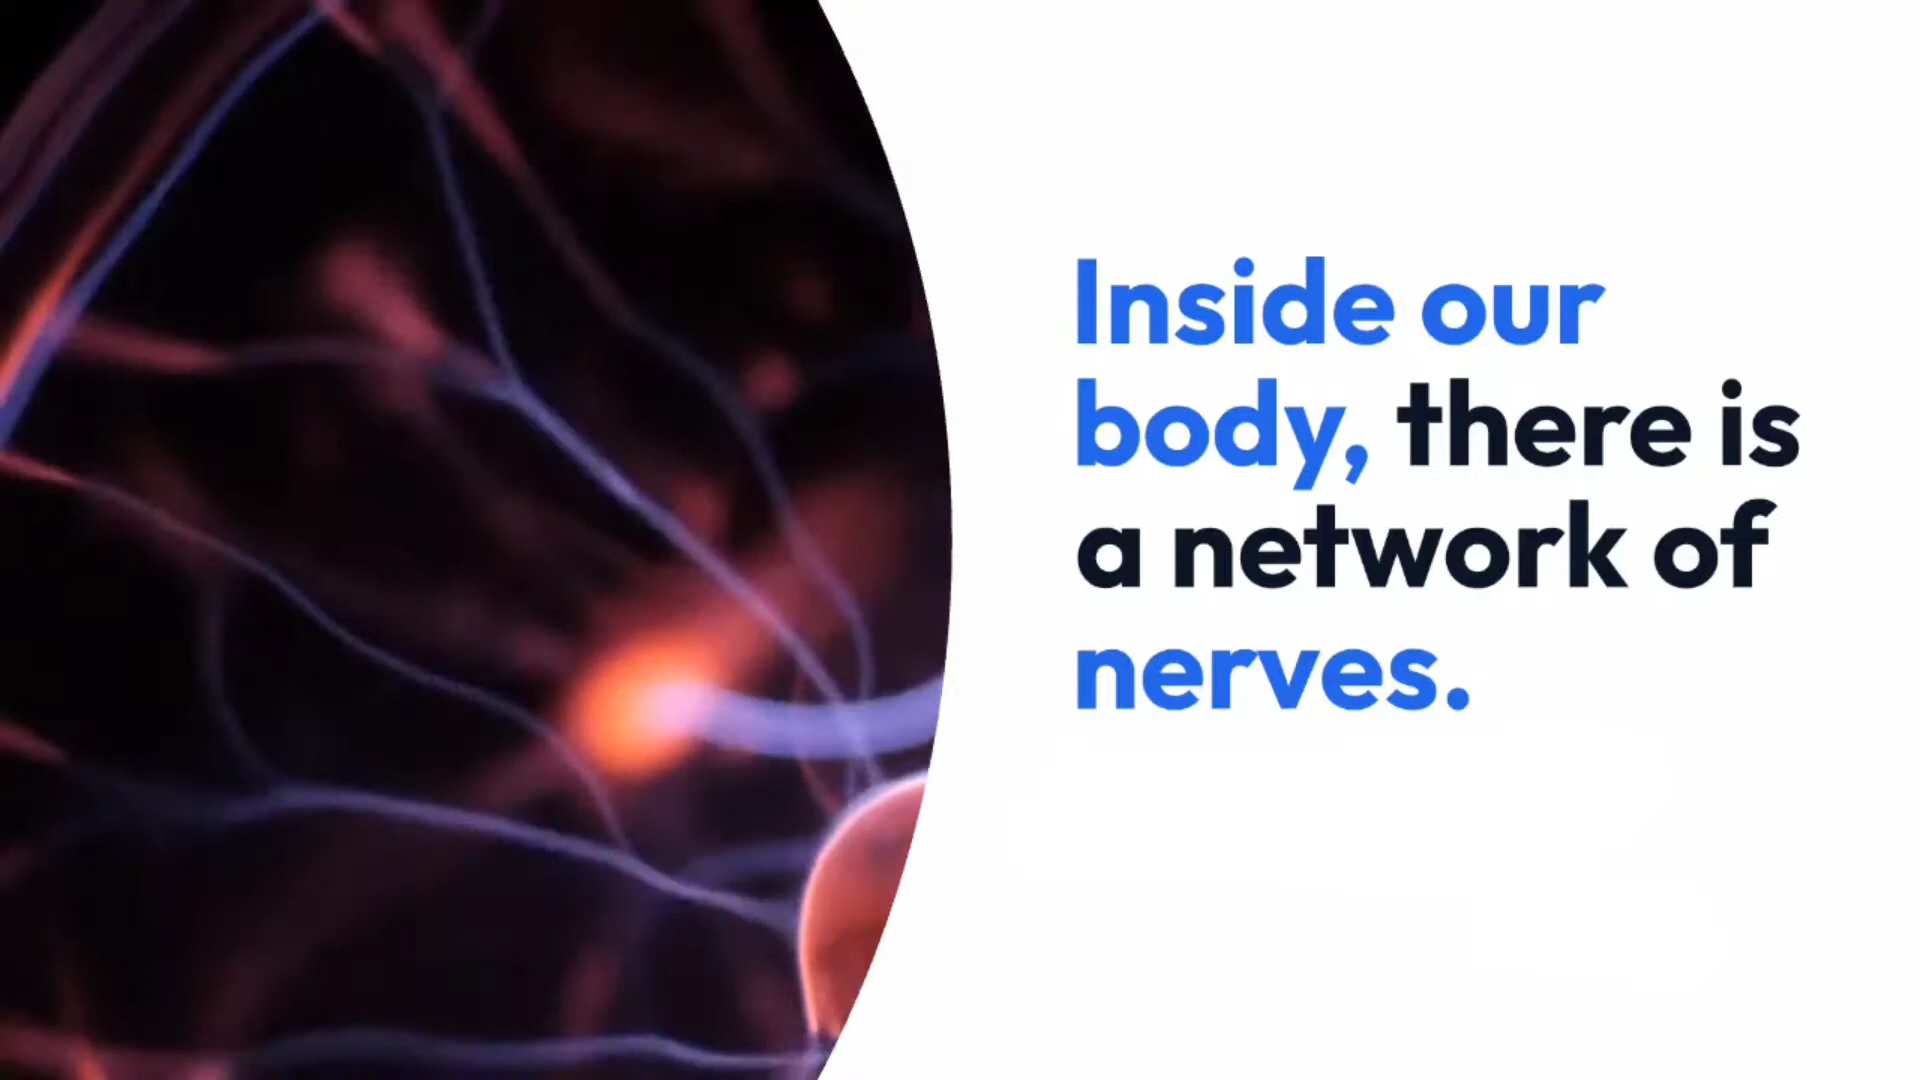 Inside our
body, there is
a network of
nerves.